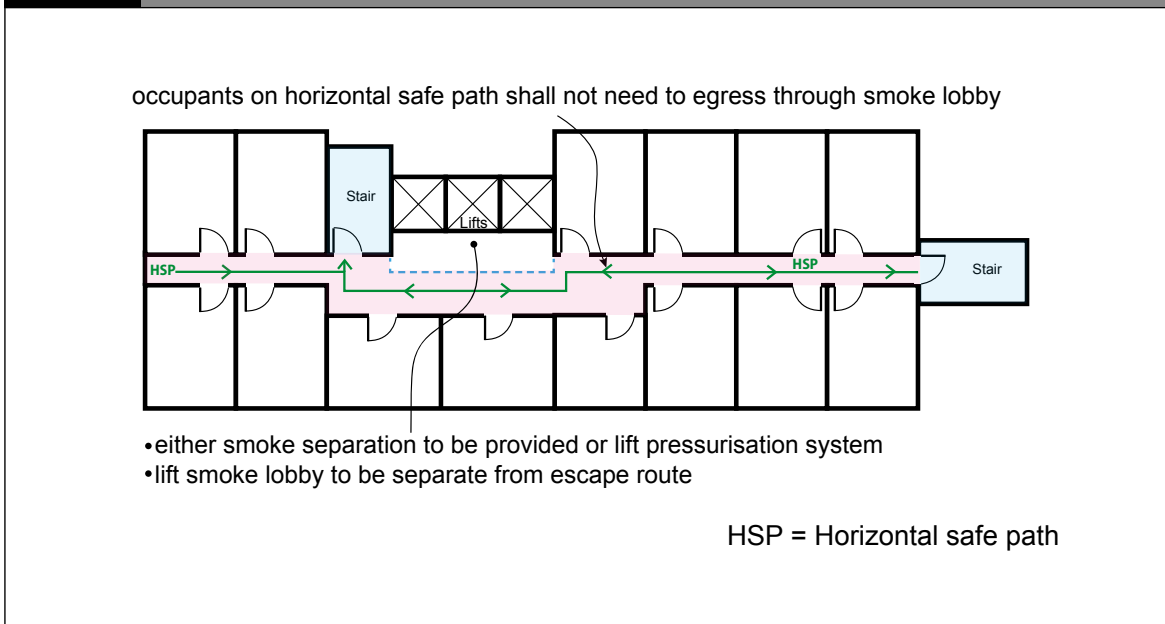 occupants on horizontal safe path shall not need to egress through smoke lobby
Stair
Lifts
HSP
HSP
Stair
•either smoke separation to be provided or lift pressurisation system
•lift smoke lobby to be separate from escape route
HSP = Horizontal safe path